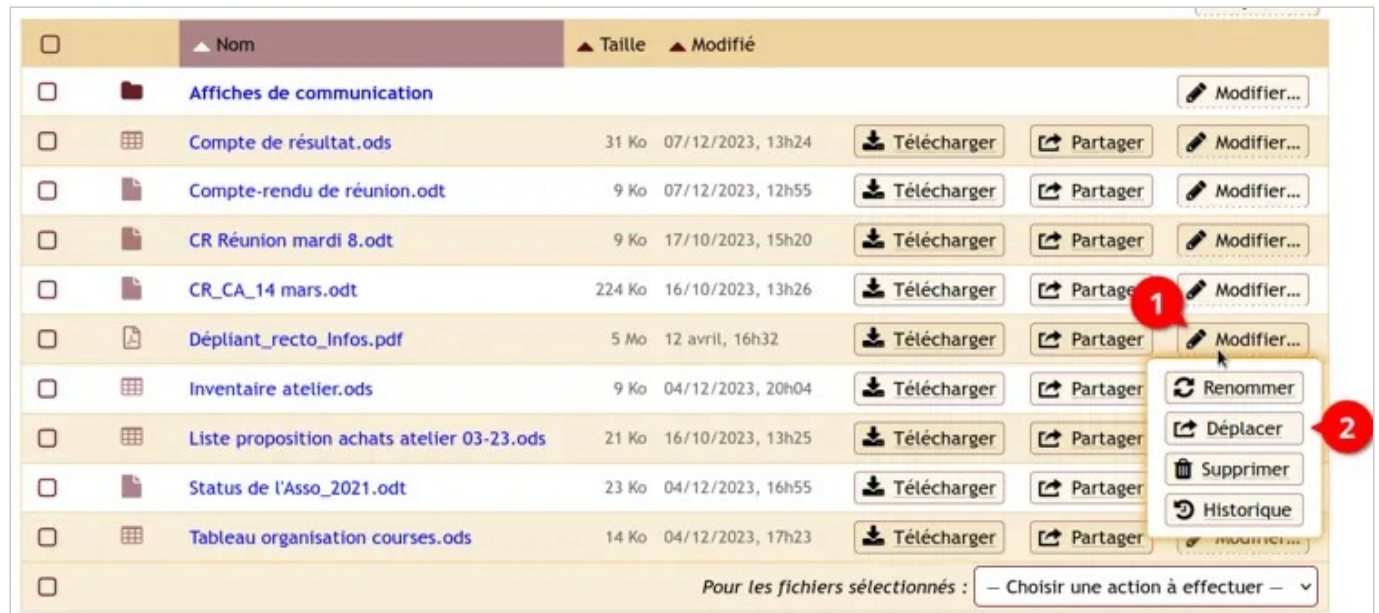 Nom Taille Modifié
Affiches de communication Modifier...
Compte de résultat.ods 31 Ko 07/12/2023, 13h24 Télécharger Partager Modifier...
Compte-rendu de réunion.odt 9 Ko 07/12/2023, 12h55 Télécharger Partager Modifier...
CR Réunion mardi 8.odt 9 Ko 17/10/2023, 15h20 Télécharger Partager Modifier...
CR_CA_14 mars.odt 224 Ko 16/10/2023, 13h26 Télécharger Partager Modifier...
1
Dépliant_recto_Infos.pdf 5 Mo 12 avril, 16h32 Télécharger Partager Modifier...
Inventaire atelier.ods 9 Ko 04/12/2023, 20h04 Télécharger Partager Renommer
Liste proposition achats atelier 03-23.ods 21 Ko 16/10/2023, 13h25 Télécharger Partager Déplacer 2
Supprimer
Status de l'Asso_2021.odt 23 Ko 04/12/2023, 16h55 Télécharger Partager Historique
Tableau organisation courses.ods 14 Ko 04/12/2023, 17h23 Télécharger Partager Modifier...
Pour les fichiers sélectionnés : — Choisir une action à effectuer —